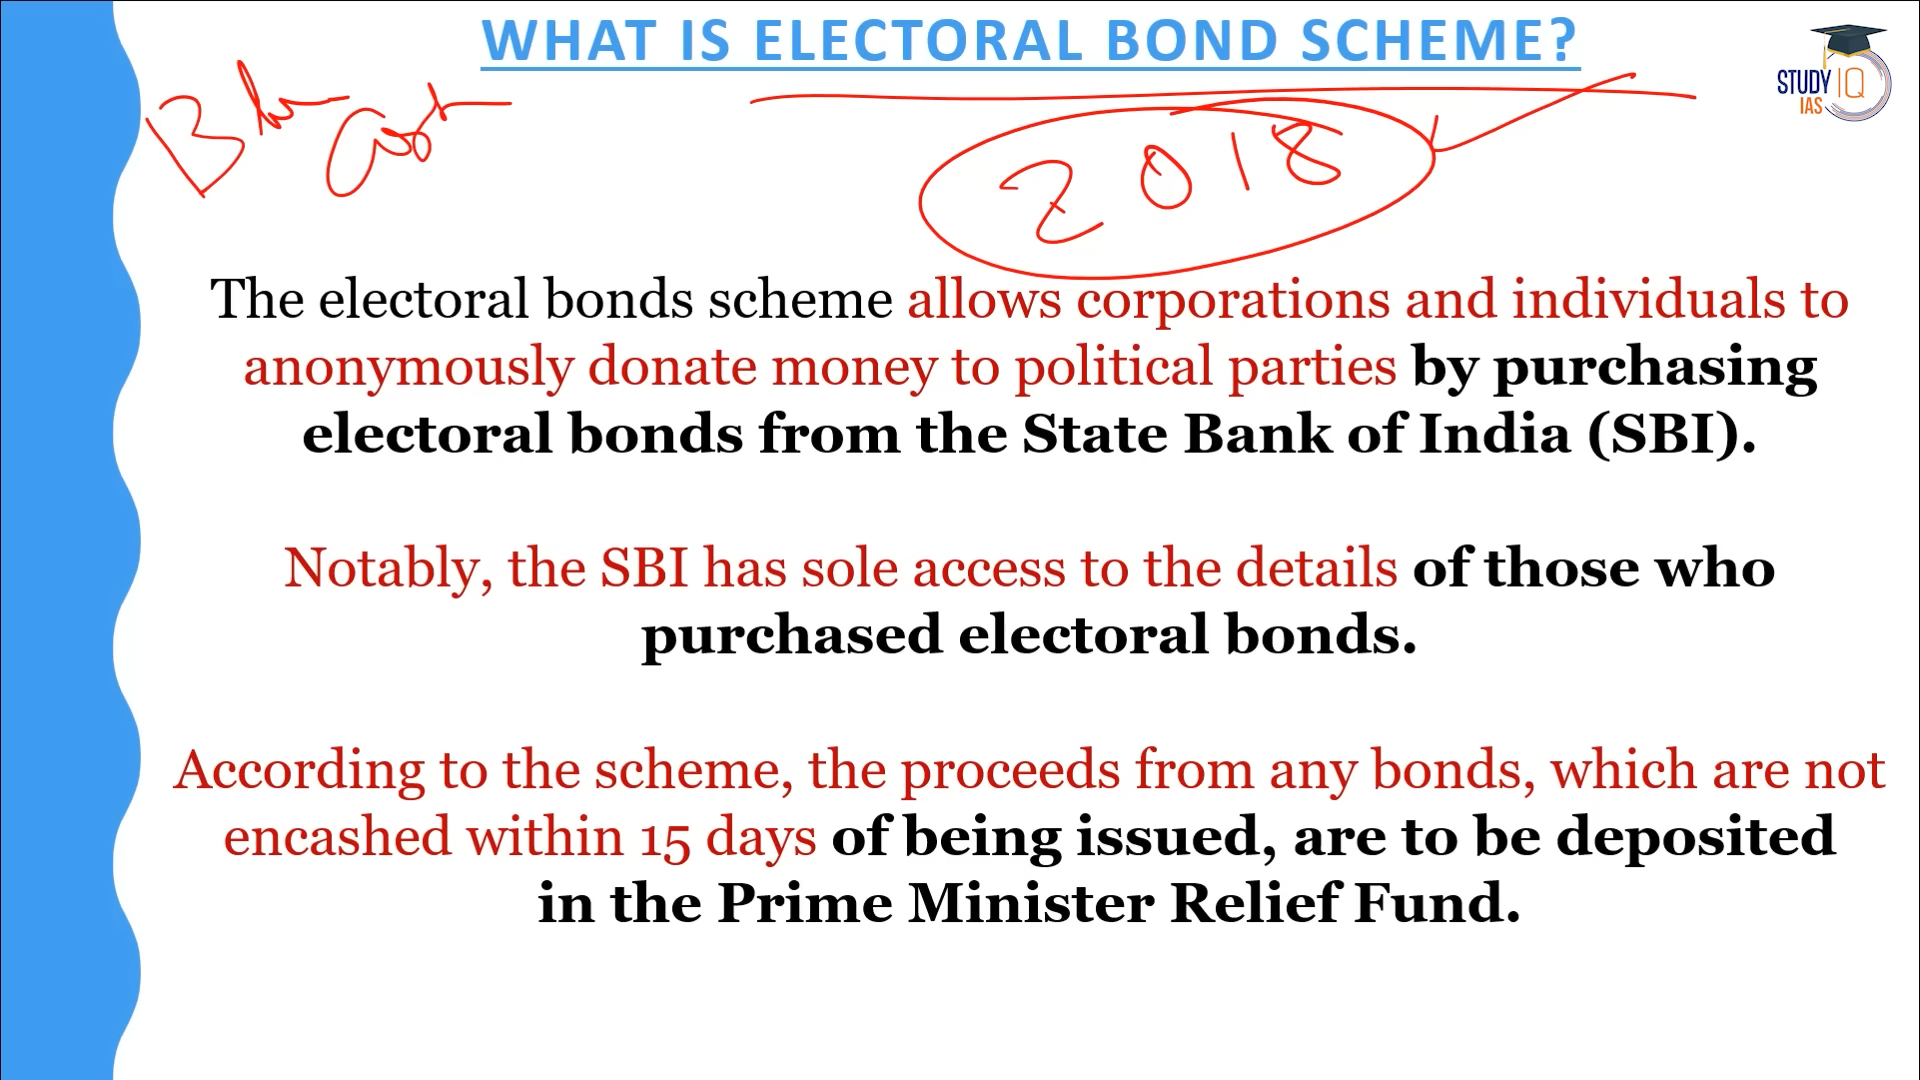 WHAT IS ELECTORAL BOND SCHEME?
STUDY IQ
IAS
2018
The electoral bonds scheme allows corporations and individuals to
anonymously donate money to political parties by purchasing
electoral bonds from the State Bank of India (SBI).
Notably, the SBI has sole access to the details of those who
purchased electoral bonds.
According to the scheme, the proceeds from any bonds, which are not
encashed within 15 days of being issued, are to be deposited
in the Prime Minister Relief Fund.